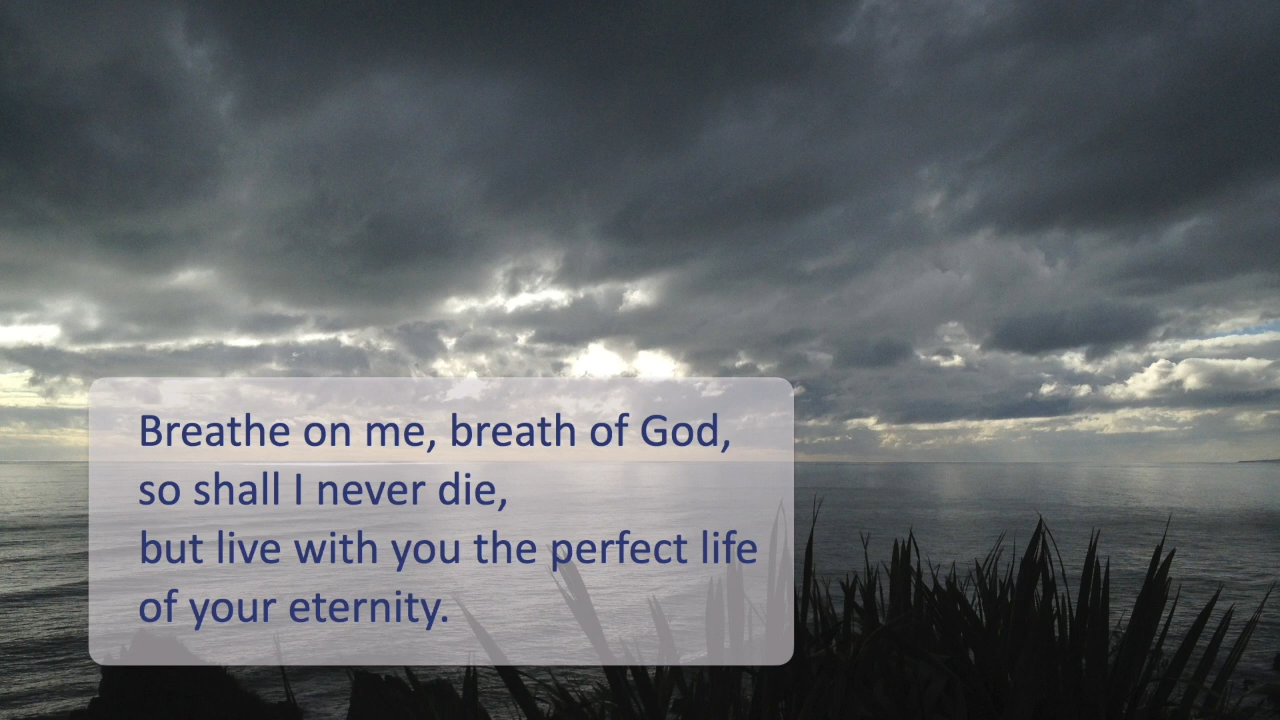 Breathe on me, breath of God,
so shall I never die,
but live with you the perfect life
of your eternity.